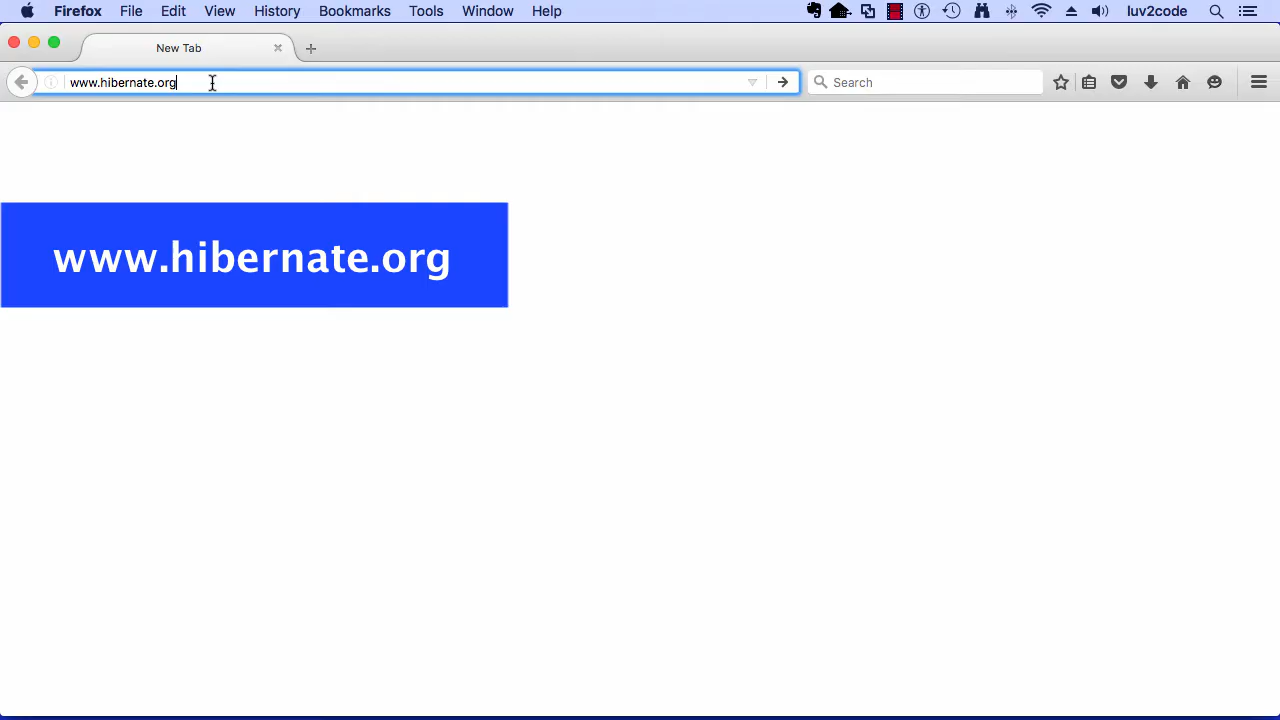 Firefox File Edit View History Bookmarks Tools Window Help luv2code
New Tab
www.hibernate.org Search
www.hibernate.org